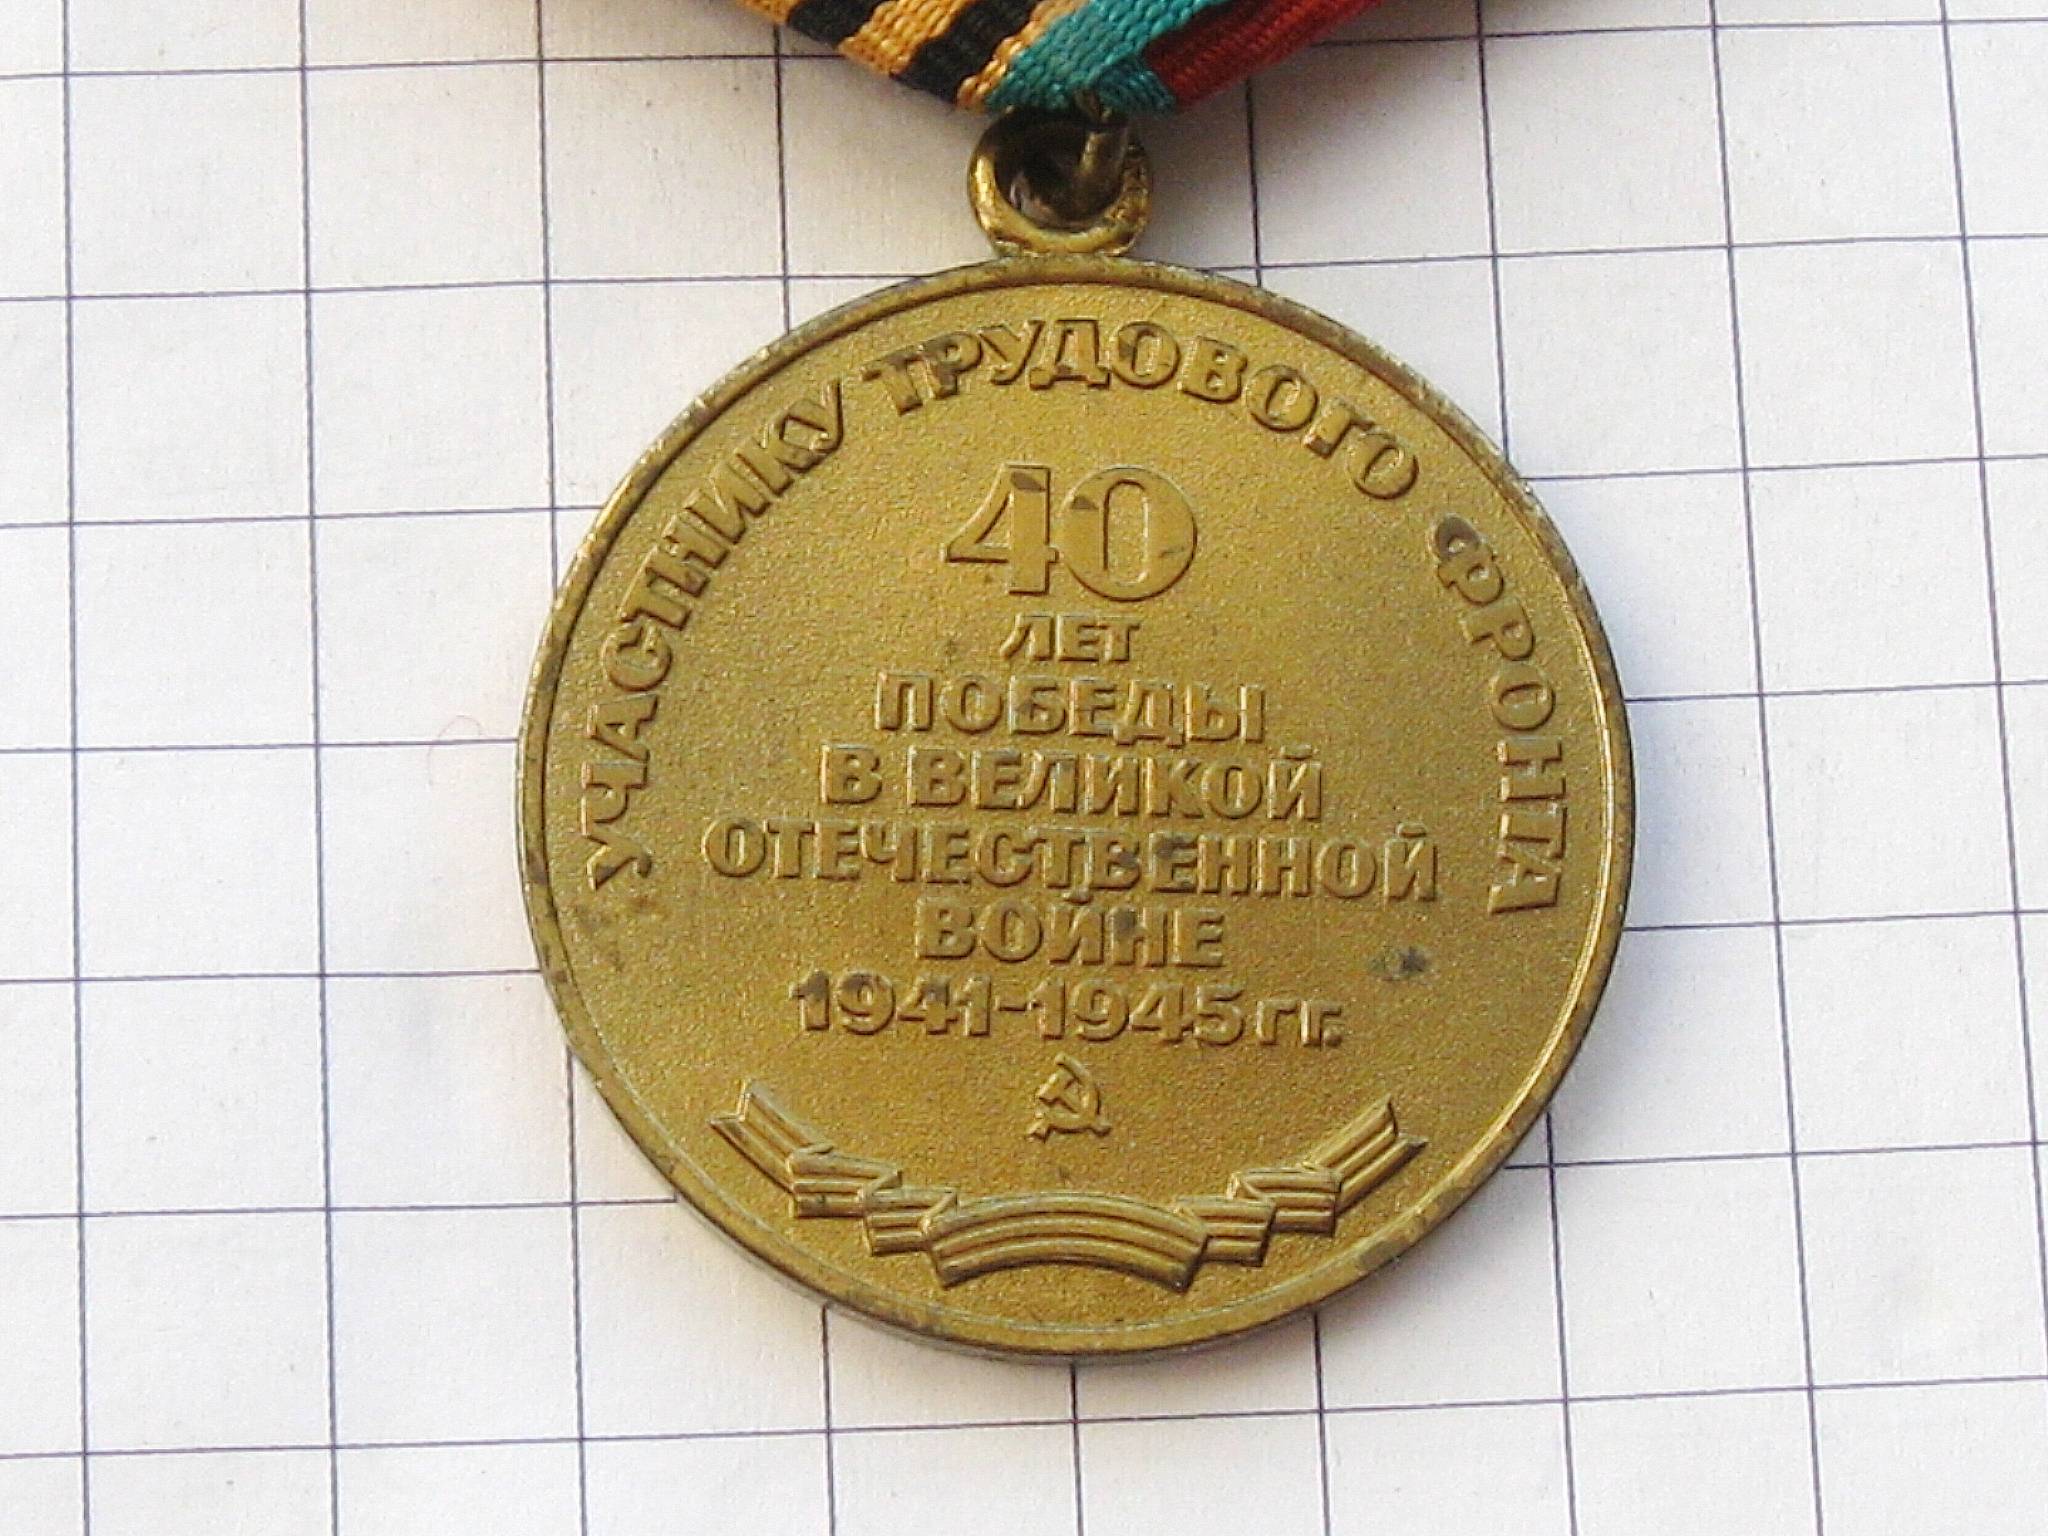 УЧАСТНИКУ ТРУДОВОГО ФРОНТА
40
ЛЕТ
ПОБЕДЫ
В ВЕЛИКОЙ
ОТЕЧЕСТВЕННОЙ
ВОЙНЕ
1941-1945 гг.